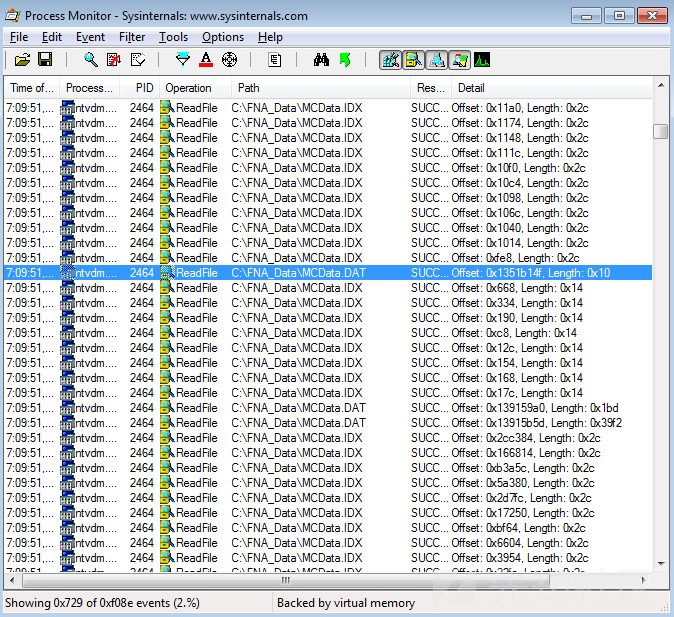 Process Monitor - Sysinternals: www.sysinternals.com
File Edit Event Filter Tools Options Help
Time of... Process... PID Operation Path Res... Detail
7:09:51,... ntvdm.... 2464 ReadFile C:\FNA_Data\MCData.IDX SUCC... Offset: 0x11a0, Length: 0x2c
7:09:51,... ntvdm.... 2464 ReadFile C:\FNA_Data\MCData.IDX SUCC... Offset: 0x1174, Length: 0x2c
7:09:51,... ntvdm.... 2464 ReadFile C:\FNA_Data\MCData.IDX SUCC... Offset: 0x1148, Length: 0x2c
7:09:51,... ntvdm.... 2464 ReadFile C:\FNA_Data\MCData.IDX SUCC... Offset: 0x111c, Length: 0x2c
7:09:51,... ntvdm.... 2464 ReadFile C:\FNA_Data\MCData.IDX SUCC... Offset: 0x10f0, Length: 0x2c
7:09:51,... ntvdm.... 2464 ReadFile C:\FNA_Data\MCData.IDX SUCC... Offset: 0x10c4, Length: 0x2c
7:09:51,... ntvdm.... 2464 ReadFile C:\FNA_Data\MCData.IDX SUCC... Offset: 0x1098, Length: 0x2c
7:09:51,... ntvdm.... 2464 ReadFile C:\FNA_Data\MCData.IDX SUCC... Offset: 0x106c, Length: 0x2c
7:09:51,... ntvdm.... 2464 ReadFile C:\FNA_Data\MCData.IDX SUCC... Offset: 0x1040, Length: 0x2c
7:09:51,... ntvdm.... 2464 ReadFile C:\FNA_Data\MCData.IDX SUCC... Offset: 0x1014, Length: 0x2c
7:09:51,... ntvdm.... 2464 ReadFile C:\FNA_Data\MCData.IDX SUCC... Offset: 0xfe8, Length: 0x2c
7:09:51,... ntvdm.... 2464 ReadFile C:\FNA_Data\MCData.DAT SUCC... Offset: 0x1351b14f, Length: 0x10
7:09:51,... ntvdm.... 2464 ReadFile C:\FNA_Data\MCData.IDX SUCC... Offset: 0x668, Length: 0x14
7:09:51,... ntvdm.... 2464 ReadFile C:\FNA_Data\MCData.IDX SUCC... Offset: 0x334, Length: 0x14
7:09:51,... ntvdm.... 2464 ReadFile C:\FNA_Data\MCData.IDX SUCC... Offset: 0x190, Length: 0x14
7:09:51,... ntvdm.... 2464 ReadFile C:\FNA_Data\MCData.IDX SUCC... Offset: 0xc8, Length: 0x14
7:09:51,... ntvdm.... 2464 ReadFile C:\FNA_Data\MCData.IDX SUCC... Offset: 0x12c, Length: 0x14
7:09:51,... ntvdm.... 2464 ReadFile C:\FNA_Data\MCData.IDX SUCC... Offset: 0x154, Length: 0x14
7:09:51,... ntvdm.... 2464 ReadFile C:\FNA_Data\MCData.IDX SUCC... Offset: 0x168, Length: 0x14
7:09:51,... ntvdm.... 2464 ReadFile C:\FNA_Data\MCData.IDX SUCC... Offset: 0x17c, Length: 0x14
7:09:51,... ntvdm.... 2464 ReadFile C:\FNA_Data\MCData.DAT SUCC... Offset: 0x139159a0, Length: 0x1bd
7:09:51,... ntvdm.... 2464 ReadFile C:\FNA_Data\MCData.DAT SUCC... Offset: 0x13915b5d, Length: 0x39f2
7:09:51,... ntvdm.... 2464 ReadFile C:\FNA_Data\MCData.IDX SUCC... Offset: 0x2cc384, Length: 0x2c
7:09:51,... ntvdm.... 2464 ReadFile C:\FNA_Data\MCData.IDX SUCC... Offset: 0x166814, Length: 0x2c
7:09:51,... ntvdm.... 2464 ReadFile C:\FNA_Data\MCData.IDX SUCC... Offset: 0xb3a5c, Length: 0x2c
7:09:51,... ntvdm.... 2464 ReadFile C:\FNA_Data\MCData.IDX SUCC... Offset: 0x5a380, Length: 0x2c
7:09:51,... ntvdm.... 2464 ReadFile C:\FNA_Data\MCData.IDX SUCC... Offset: 0x2d7fc, Length: 0x2c
7:09:51,... ntvdm.... 2464 ReadFile C:\FNA_Data\MCData.IDX SUCC... Offset: 0x17250, Length: 0x2c
7:09:51,... ntvdm.... 2464 ReadFile C:\FNA_Data\MCData.IDX SUCC... Offset: 0xbf64, Length: 0x2c
7:09:51,... ntvdm.... 2464 ReadFile C:\FNA_Data\MCData.IDX SUCC... Offset: 0x6604, Length: 0x2c
7:09:51,... ntvdm.... 2464 ReadFile C:\FNA_Data\MCData.IDX SUCC... Offset: 0x3954, Length: 0x2c
Showing 0x729 of 0xf08e events (2.%) Backed by virtual memory